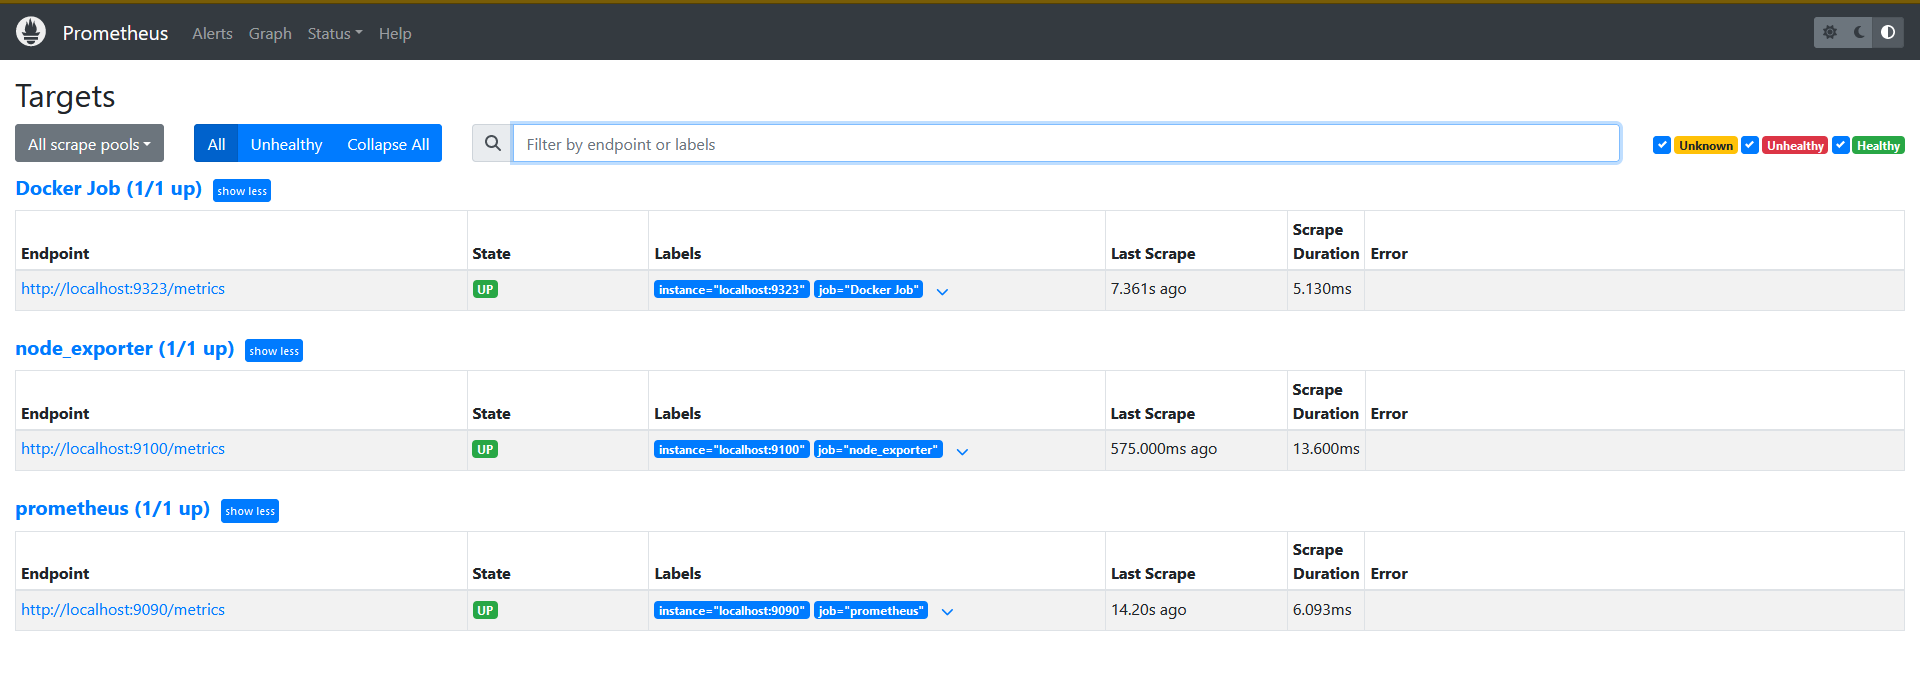 Prometheus Alerts Graph Status Help
Targets
All scrape pools All Unhealthy Collapse All Filter by endpoint or labels Unknown Unhealthy Healthy
Docker Job (1/1 up) show less
Endpoint State Labels Last Scrape Scrape Duration Error
http://localhost:9323/metrics UP instance="localhost:9323" job="Docker Job" 7.361s ago 5.130ms
node_exporter (1/1 up) show less
Endpoint State Labels Last Scrape Scrape Duration Error
http://localhost:9100/metrics UP instance="localhost:9100" job="node_exporter" 575.000ms ago 13.600ms
prometheus (1/1 up) show less
Endpoint State Labels Last Scrape Scrape Duration Error
http://localhost:9090/metrics UP instance="localhost:9090" job="prometheus" 14.20s ago 6.093ms